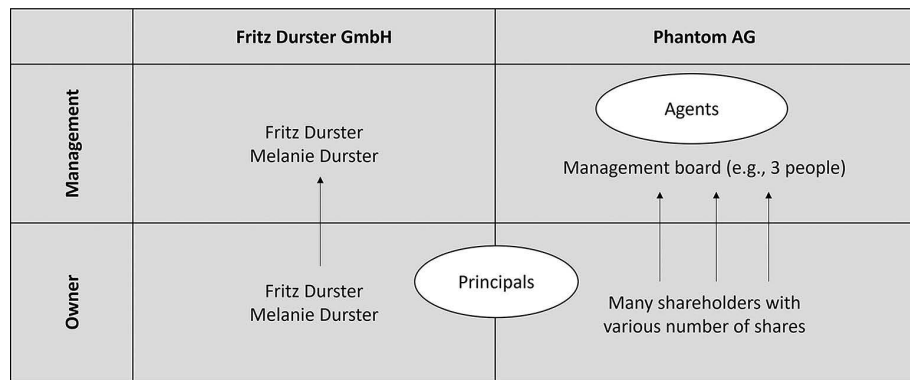 Fritz Durster GmbH
Phantom AG
Management
Fritz Durster
Melanie Durster
Agents
Management board (e.g., 3 people)
Owner
Fritz Durster
Melanie Durster
Principals
Many shareholders with
various number of shares